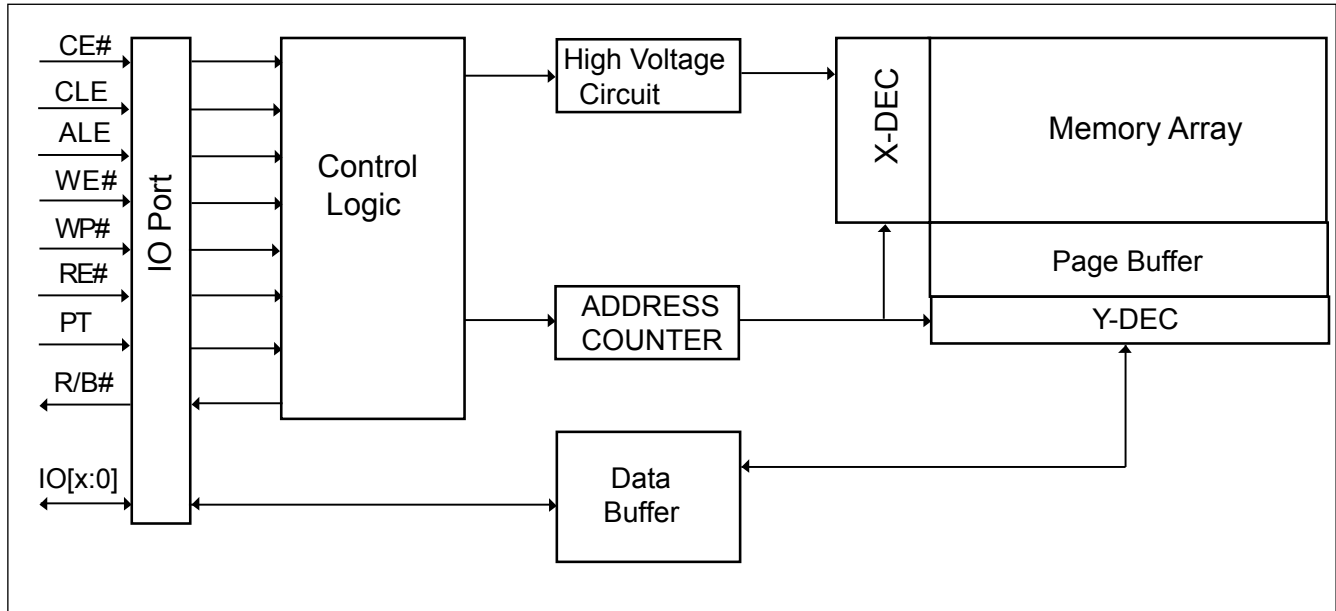 CE#
CLE
ALE
WE#
WP#
RE#
PT
R/B#
IO[x:0]
IO Port
Control
Logic
High Voltage
Circuit
ADDRESS
COUNTER
Data
Buffer
X-DEC
Memory Array
Page Buffer
Y-DEC